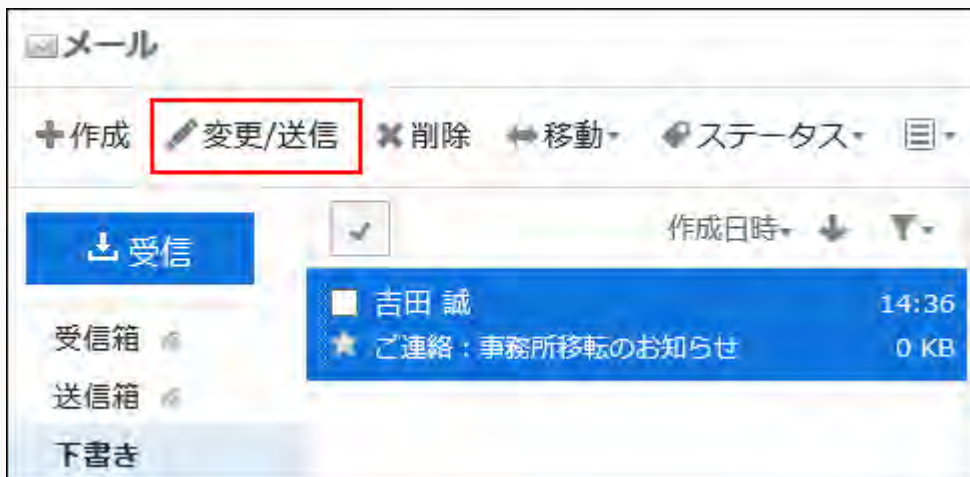 メール
作成 変更/送信 削除 移動 ステータス
受信
作成日時
吉田 誠 14:36
ご連絡：事務所移転のお知らせ 0 KB
受信箱
送信箱
下書き